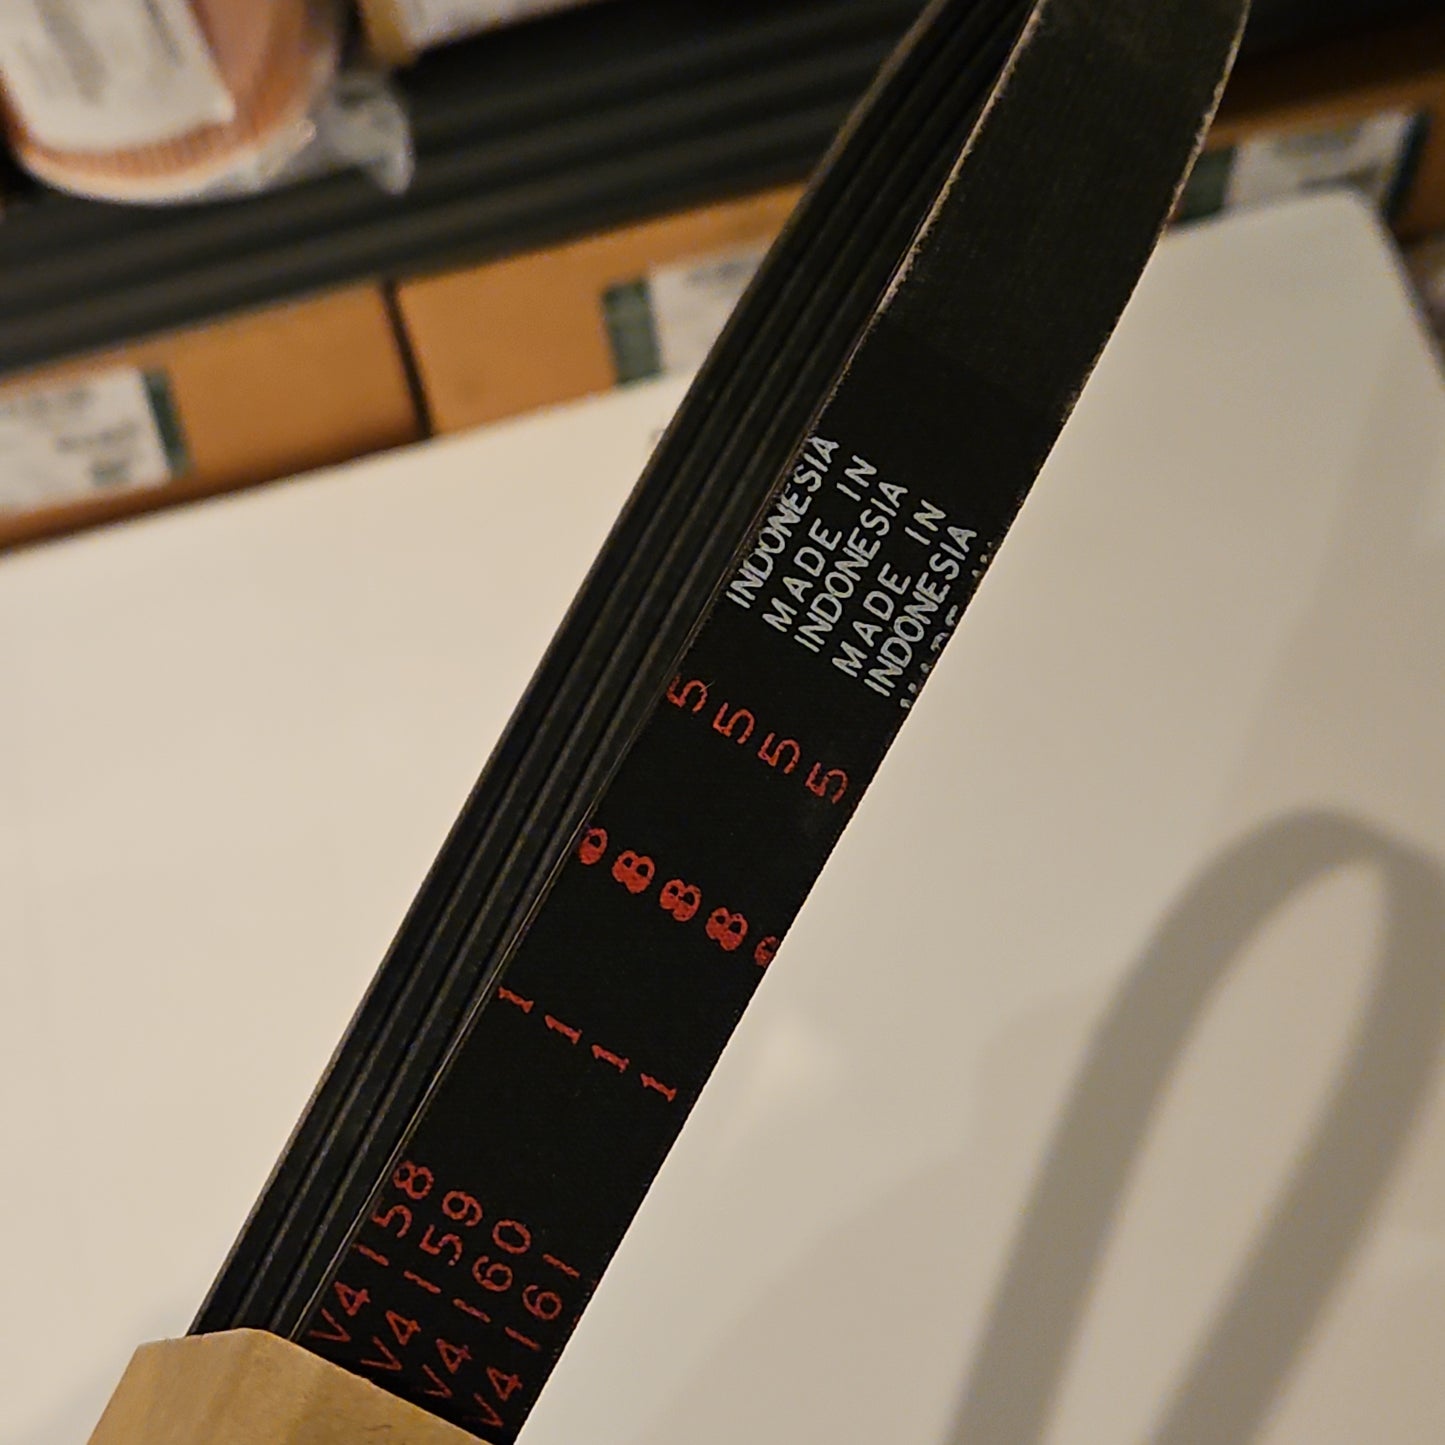 INDONESIA
MADE IN
INDONESIA
MADE IN
INDONESIA
5 5 5 5
8 8 8
1 1 1 1
V4158
V4159
V4160
V4161